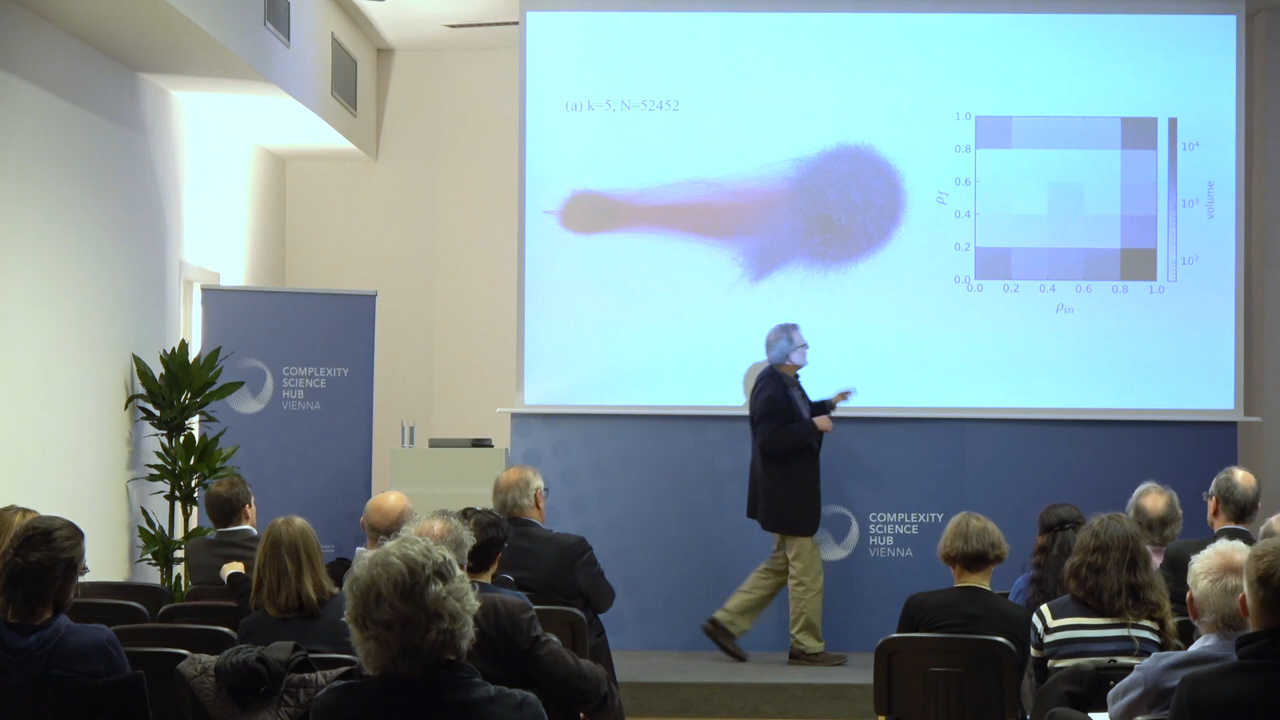 (a) k=5, N=52452
1.0
0.8
0.6
0.4
0.2
0.0
ρf
0.0 0.2 0.4 0.6 0.8 1.0
ρin
10⁴
10³
10²
volume
COMPLEXITY
SCIENCE
HUB
VIENNA
COMPLEXITY
SCIENCE
HUB
VIENNA